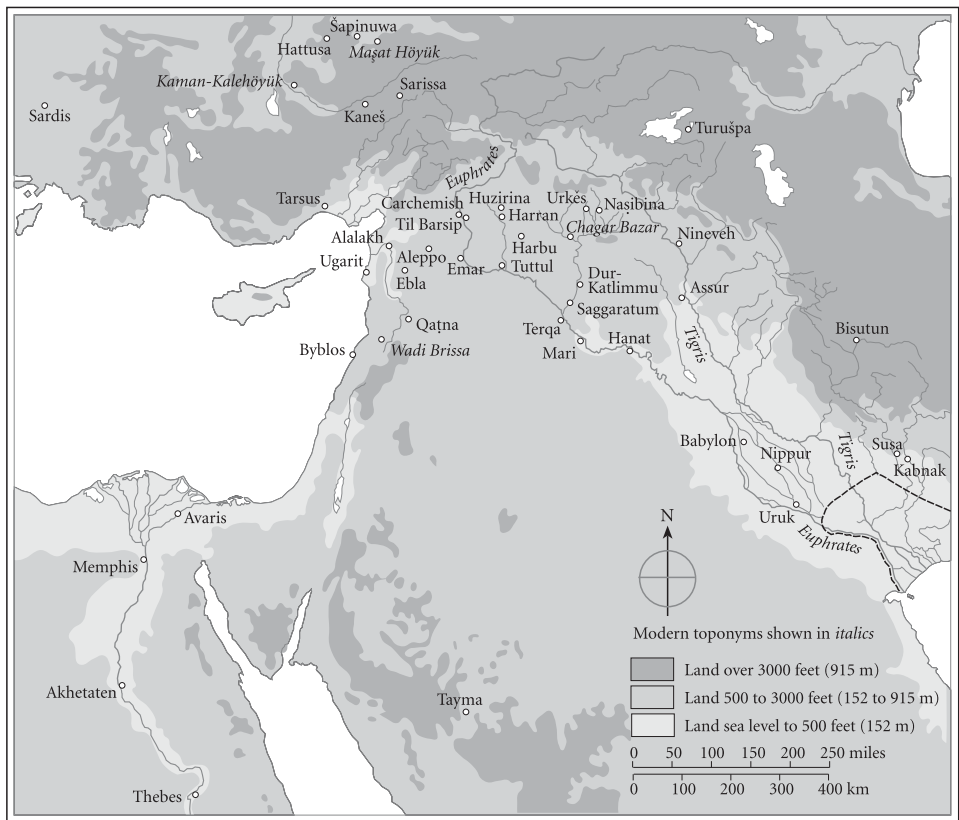 Šapinuwa
Hattusa
Maşat Höyük
Kaman-Kalehöyük
Sarissa
Sardis
Kaneš
Turušpa
Euphrates
Tarsus
Carchemish
Huzirina
Urkeš
Nasibina
Til Barsip
Harran
Chagar Bazar
Alalakh
Nineveh
Ugarit
Aleppo
Harbu
Emar
Tuttul
Ebla
Dur-
Katlimmu
Assur
Saggaratum
Qaṭna
Terqa
Hanat
Tigris
Bisutun
Byblos
Wadi Brissa
Mari
Babylon
Nippur
Tigris
Susa
Kabnak
Avaris
Uruk
Euphrates
N
Memphis
Modern toponyms shown in italics
Land over 3000 feet (915 m)
Akhetaten
Tayma
Land 500 to 3000 feet (152 to 915 m)
Land sea level to 500 feet (152 m)
0 50 100 150 200 250 miles
0 100 200 300 400 km
Thebes